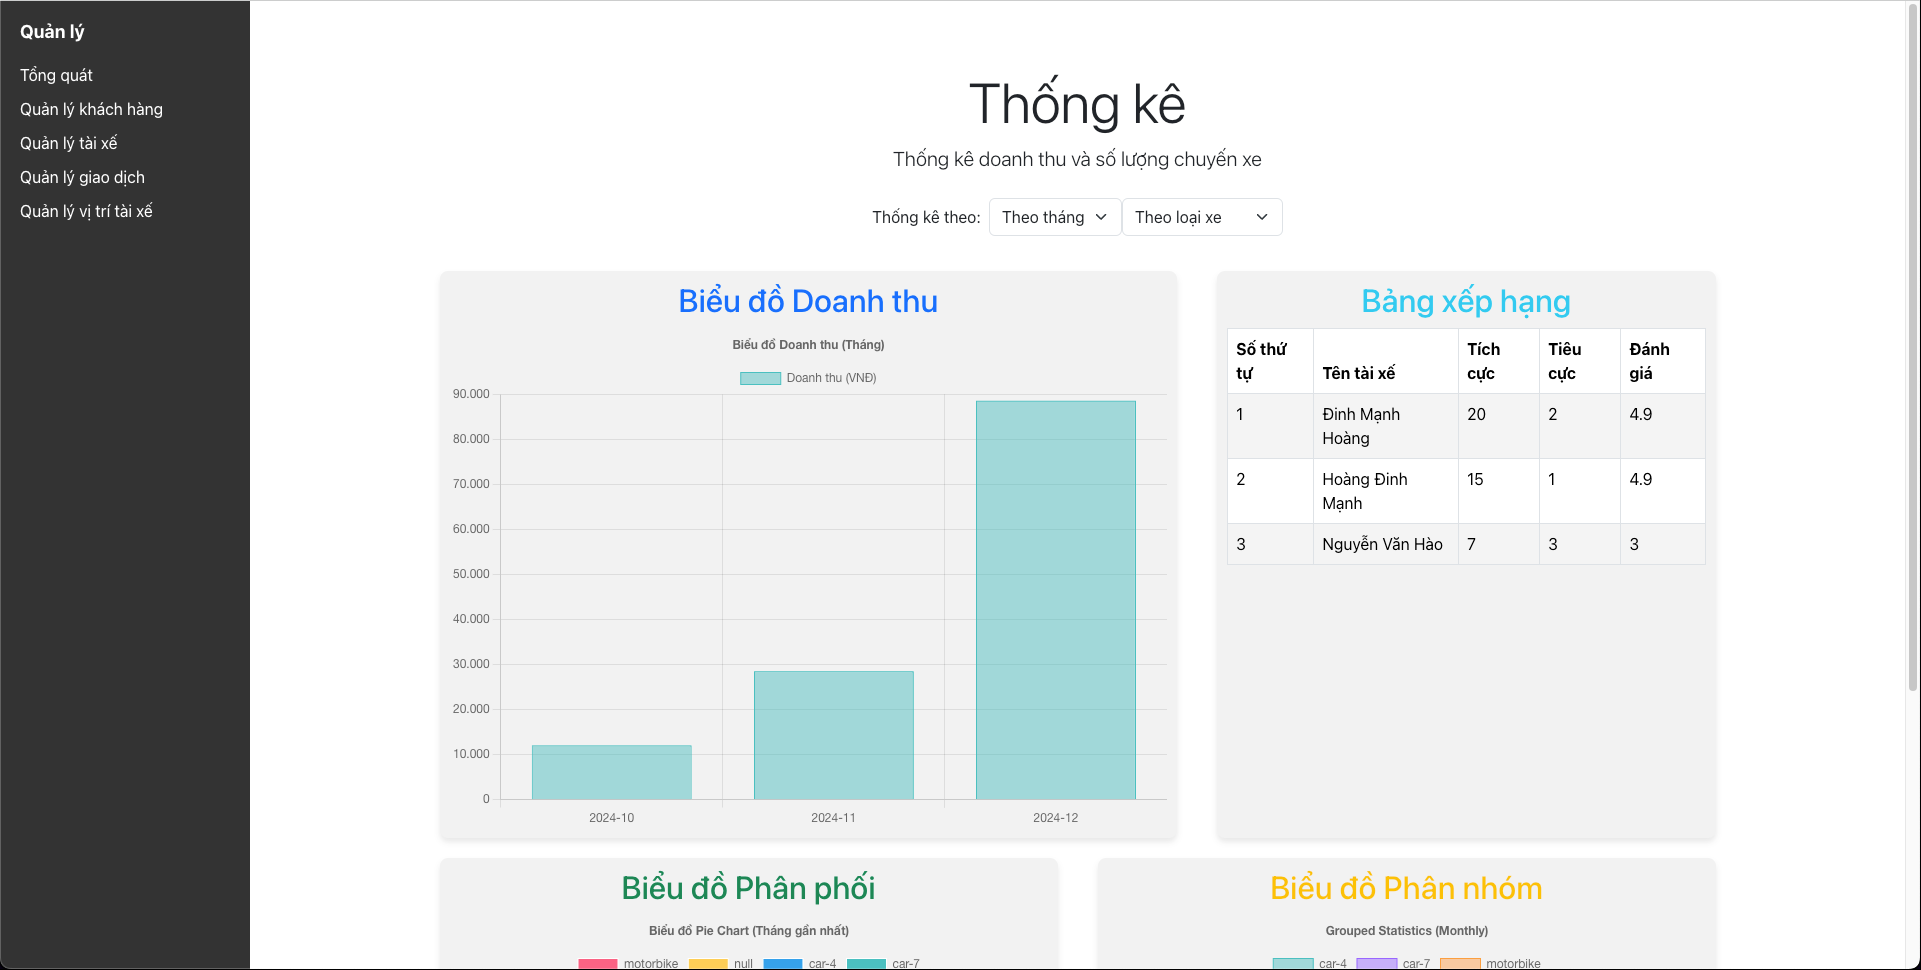 Quản lý
Tổng quát
Quản lý khách hàng
Quản lý tài xế
Quản lý giao dịch
Quản lý vị trí tài xế
Thống kê
Thống kê doanh thu và số lượng chuyến xe
Thống kê theo: Theo tháng Theo loại xe
Biểu đồ Doanh thu
Biểu đồ Doanh thu (Tháng)
Doanh thu (VNĐ)
90.000
80.000
70.000
60.000
50.000
40.000
30.000
20.000
10.000
0
2024-10 2024-11 2024-12
Bảng xếp hạng
Số thứ tự Tên tài xế Tích cực Tiêu cực Đánh giá
1 Đinh Mạnh Hoàng 20 2 4.9
2 Hoàng Đinh Mạnh 15 1 4.9
3 Nguyễn Văn Hào 7 3 3
Biểu đồ Phân phối
Biểu đồ Pie Chart (Tháng gần nhất)
motorbike null car-4 car-7
Biểu đồ Phân nhóm
Grouped Statistics (Monthly)
car-4 car-7 motorbike